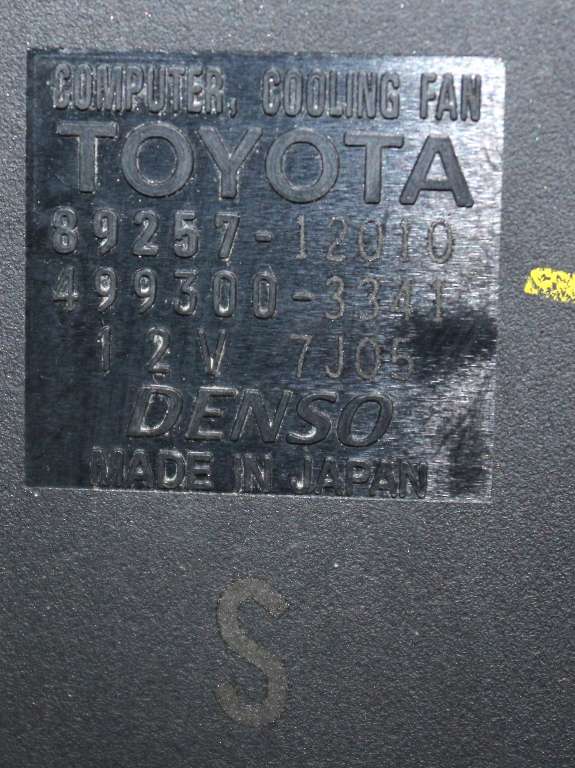 COMPUTER, COOLING FAN
TOYOTA
89257-12010
499300-3341
12V 7J05
DENSO
MADE IN JAPAN
S